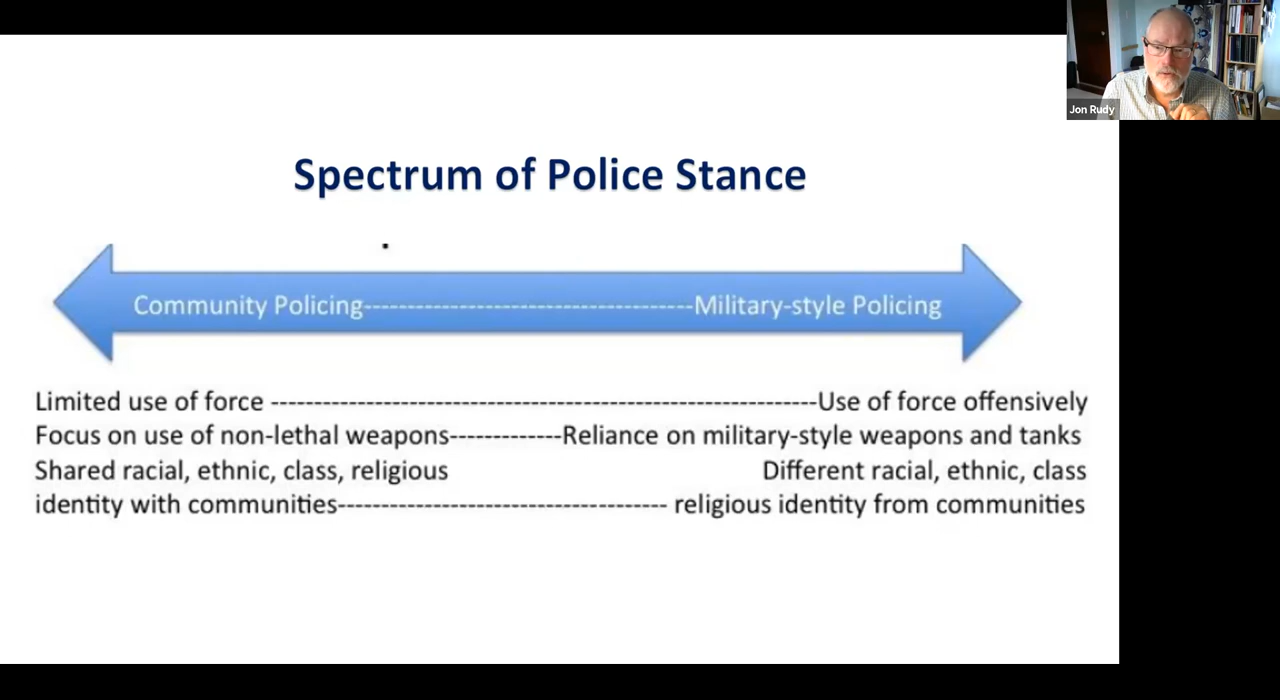 Jon Rudy
Spectrum of Police Stance
Community Policing--------------------------------------Military-style Policing
Limited use of force --------------------------------------------------------------Use of force offensively
Focus on use of non-lethal weapons-------------Reliance on military-style weapons and tanks
Shared racial, ethnic, class, religious Different racial, ethnic, class
identity with communities-------------------------------------- religious identity from communities